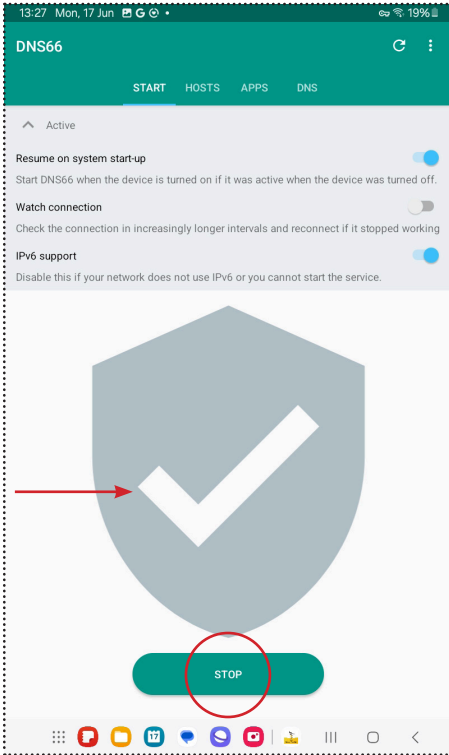 13:27 Mon, 17 Jun G 19%
DNS66
START HOSTS APPS DNS
Active
Resume on system start-up
Start DNS66 when the device is turned on if it was active when the device was turned off.
Watch connection
Check the connection in increasingly longer intervals and reconnect if it stopped working
IPv6 support
Disable this if your network does not use IPv6 or you cannot start the service.
STOP
17